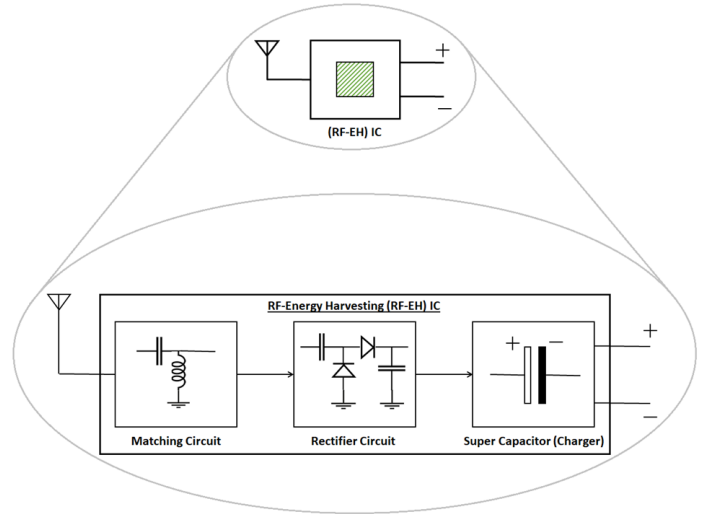 +
−
(RF-EH) IC
RF-Energy Harvesting (RF-EH) IC
+ −
+
−
Matching Circuit
Rectifier Circuit
Super Capacitor (Charger)